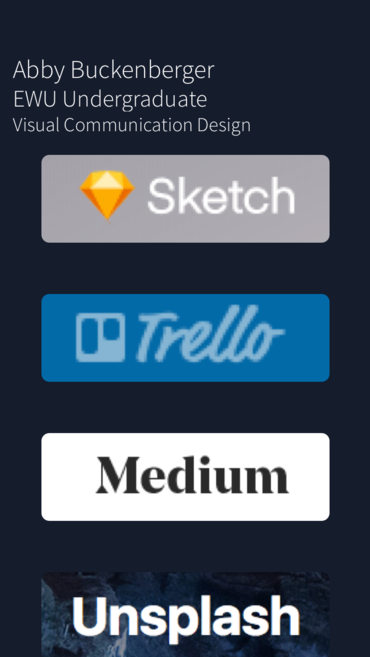 Abby Buckenberger
EWU Undergraduate
Visual Communication Design
Sketch
Trello
Medium
Unsplash